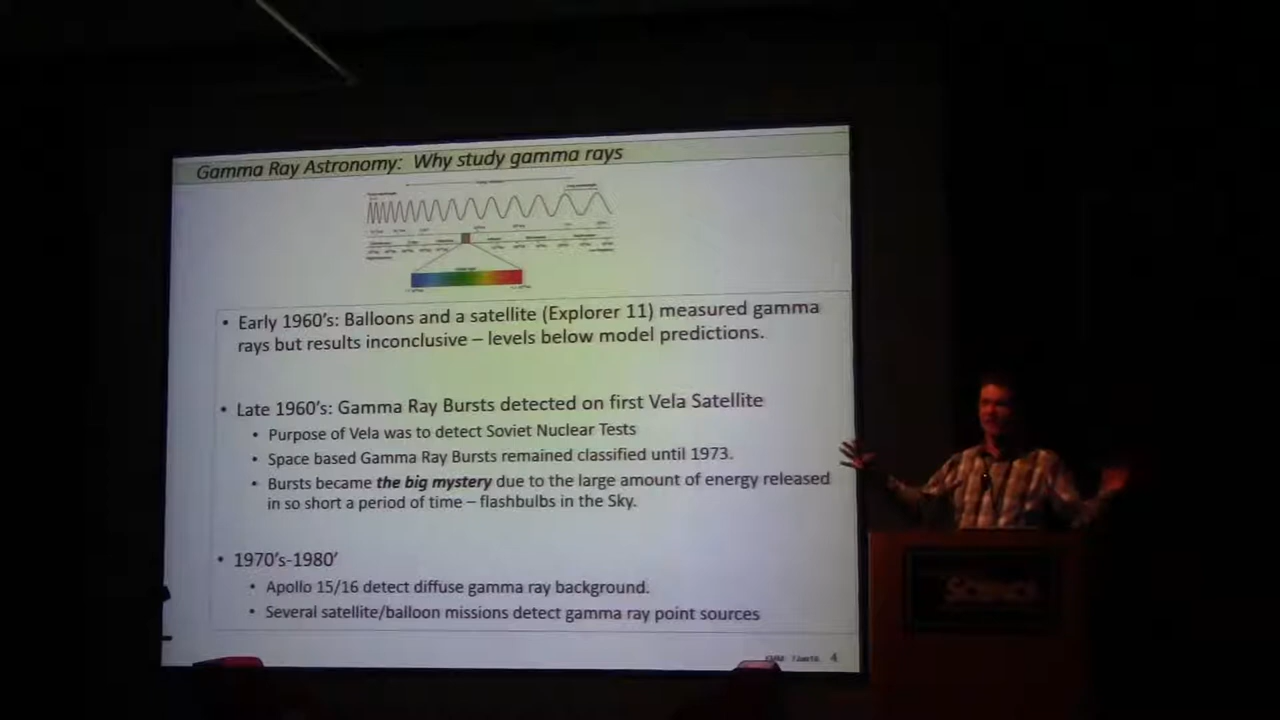 Gamma Ray Astronomy: Why study gamma rays
• Early 1960's: Balloons and a satellite (Explorer 11) measured gamma
rays but results inconclusive – levels below model predictions.
• Late 1960's: Gamma Ray Bursts detected on first Vela Satellite
• Purpose of Vela was to detect Soviet Nuclear Tests
• Space based Gamma Ray Bursts remained classified until 1973.
• Bursts became the big mystery due to the large amount of energy released
in so short a period of time – flashbulbs in the Sky.
• 1970's-1980'
• Apollo 15/16 detect diffuse gamma ray background.
• Several satellite/balloon missions detect gamma ray point sources
4
Science